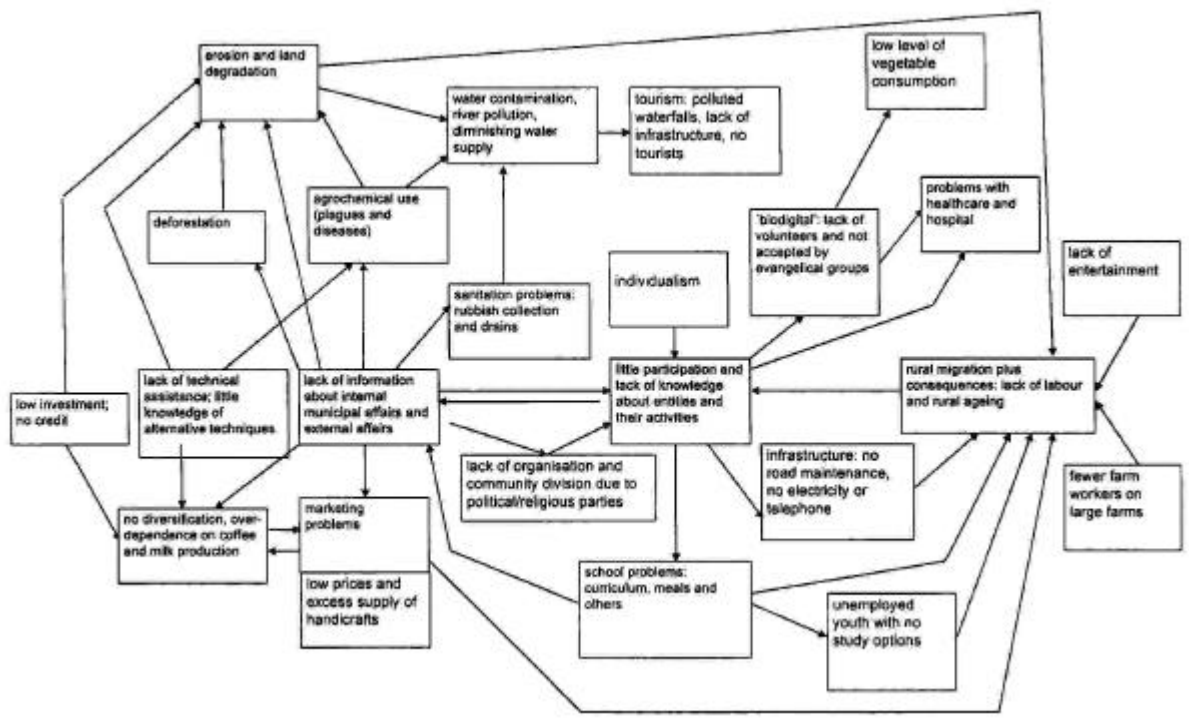 erosion and land
degradation
low level of
vegetable
consumption
water contamination,
river pollution,
diminishing water
supply
tourism: polluted
waterfalls, lack of
infrastructure, no
tourists
deforestation
agrochemical use
(plagues and
diseases)
"biodigital": lack of
volunteers and not
accepted by
evangelical groups
problems with
healthcare and
hospital
lack of
entertainment
individualism
sanitation problems:
rubbish collection
and drains
low investment;
no credit
lack of technical
assistance; little
knowledge of
alternative techniques
lack of information
about internal
municipal affairs and
external affairs
little participation and
lack of knowledge
about entities and
their activities
rural migration plus
consequences: lack of labour
and rural ageing
lack of organisation and
community division due to
political/religious parties
infrastructure: no
road maintenance,
no electricity or
telephone
fewer farm
workers on
large farms
no diversification, over-
dependence on coffee
and milk production
marketing
problems
low prices and
excess supply of
handicrafts
school problems:
curriculum, meals and
others
unemployed
youth with no
study options